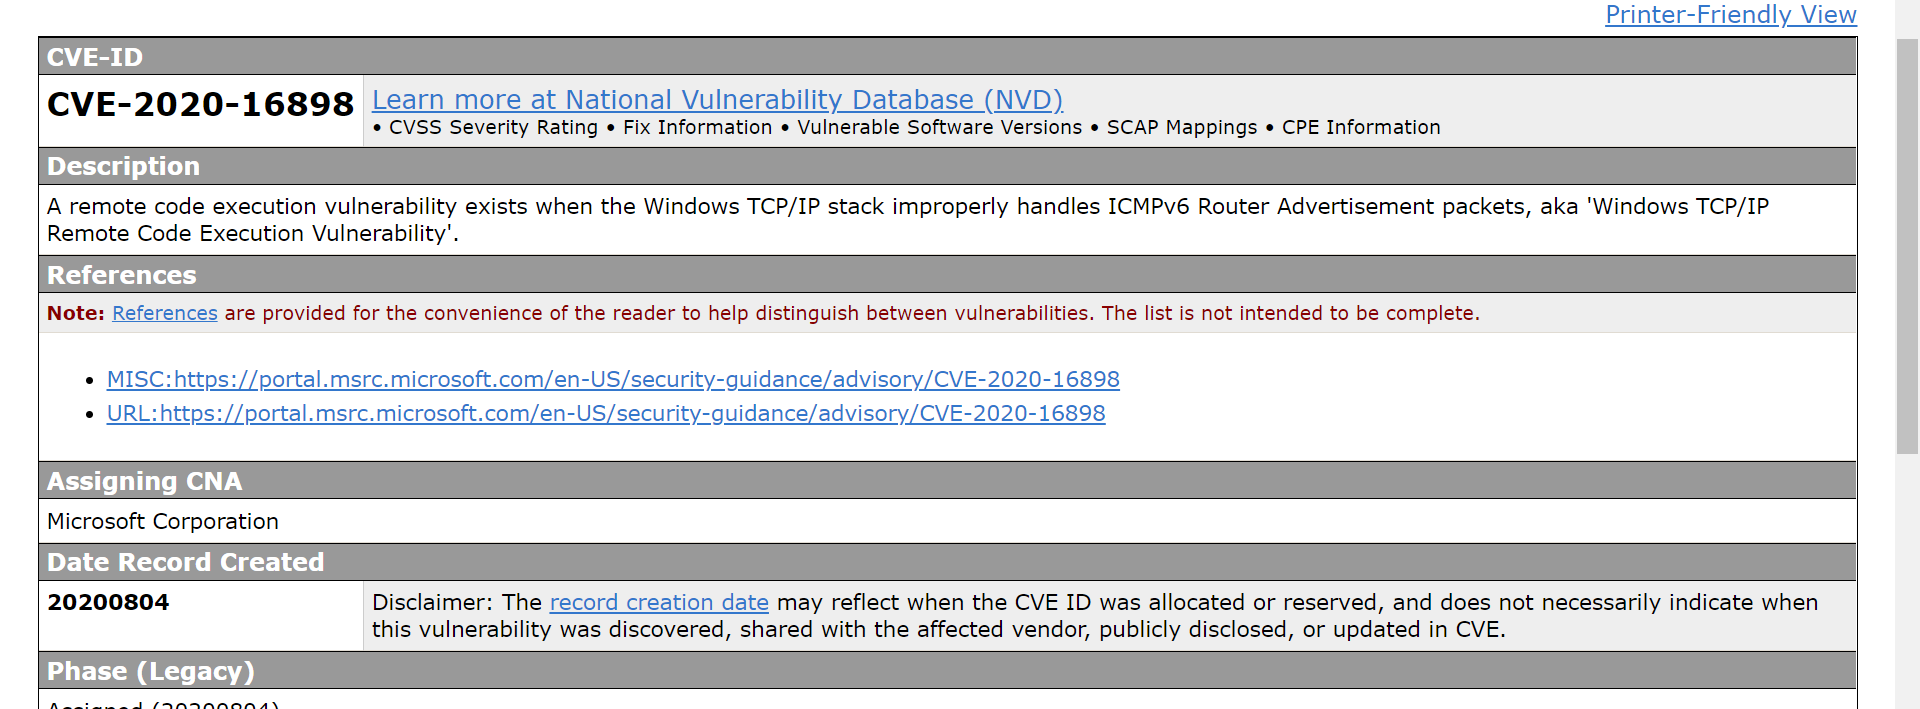 Printer-Friendly View
CVE-ID
CVE-2020-16898
Learn more at National Vulnerability Database (NVD)
• CVSS Severity Rating • Fix Information • Vulnerable Software Versions • SCAP Mappings • CPE Information
Description
A remote code execution vulnerability exists when the Windows TCP/IP stack improperly handles ICMPv6 Router Advertisement packets, aka 'Windows TCP/IP
Remote Code Execution Vulnerability'.
References
Note: References are provided for the convenience of the reader to help distinguish between vulnerabilities. The list is not intended to be complete.
• MISC:https://portal.msrc.microsoft.com/en-US/security-guidance/advisory/CVE-2020-16898
• URL:https://portal.msrc.microsoft.com/en-US/security-guidance/advisory/CVE-2020-16898
Assigning CNA
Microsoft Corporation
Date Record Created
20200804
Disclaimer: The record creation date may reflect when the CVE ID was allocated or reserved, and does not necessarily indicate when
this vulnerability was discovered, shared with the affected vendor, publicly disclosed, or updated in CVE.
Phase (Legacy)
Assigned (20200804)